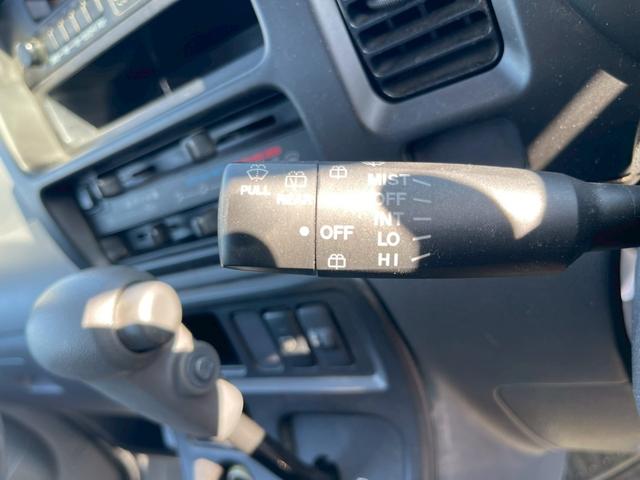 PULL
REAR
OFF
MIST
OFF
INT
LO
HI